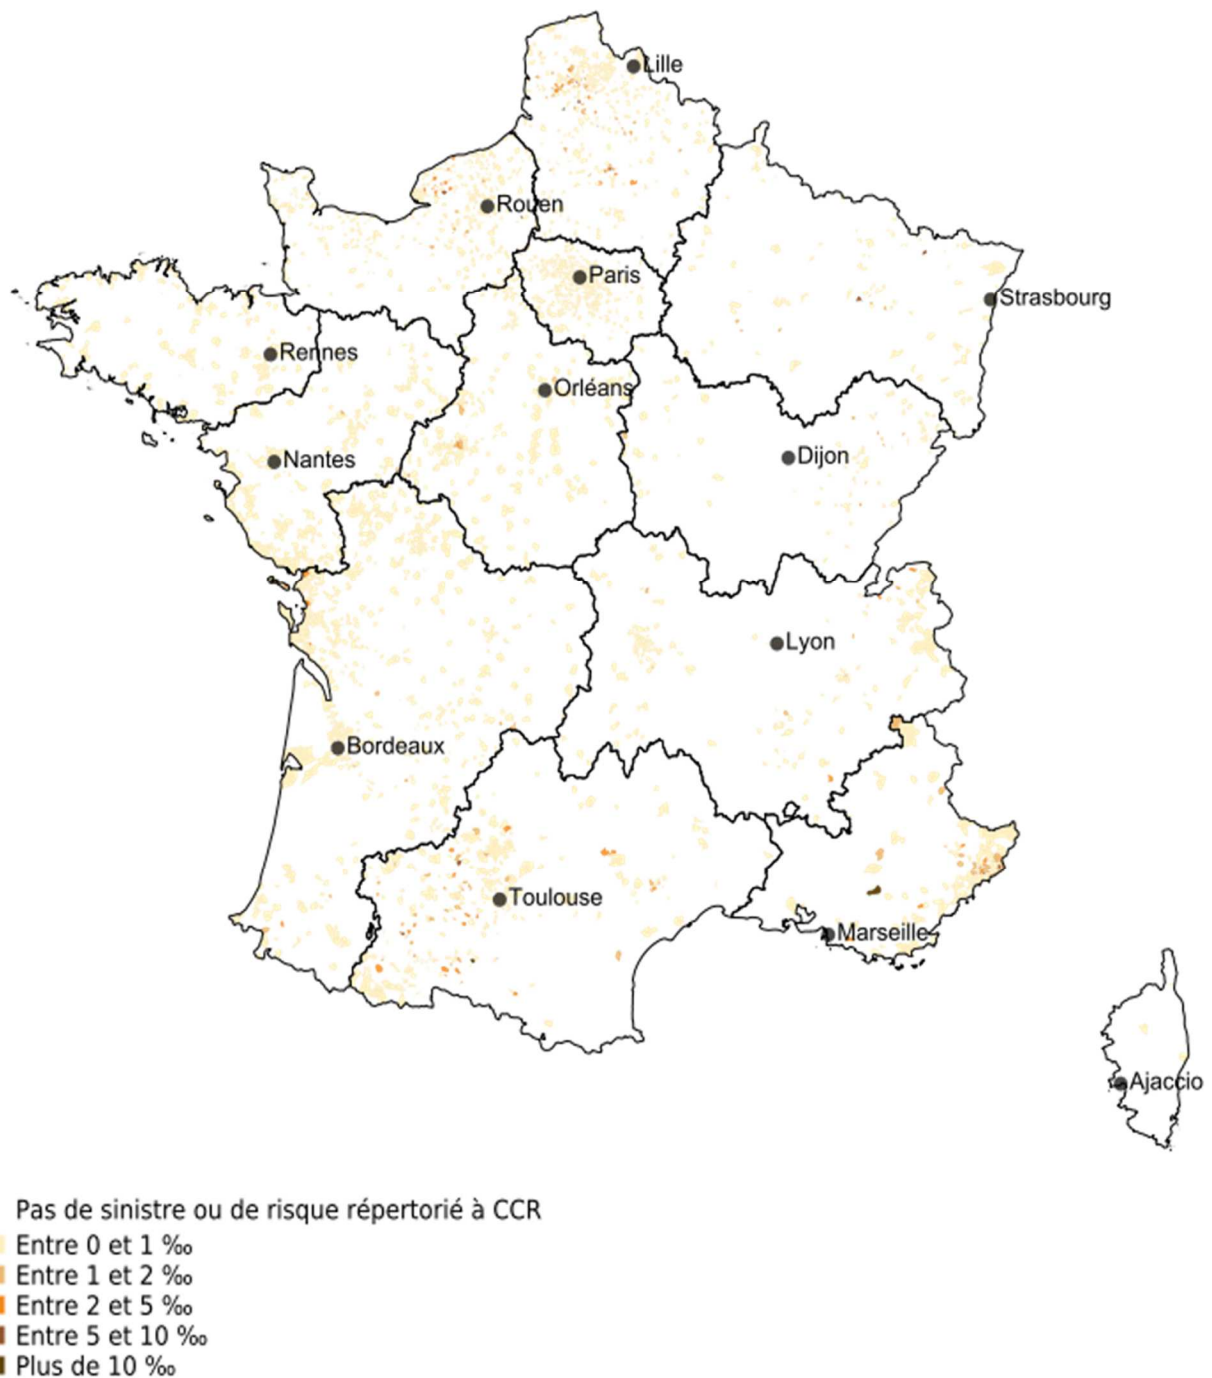 Lille
Rouen
Paris
Strasbourg
Rennes
Orléans
Nantes
Dijon
Lyon
Bordeaux
Toulouse
Marseille
Ajaccio
Pas de sinistre ou de risque répertorié à CCR
Entre 0 et 1 ‰
Entre 1 et 2 ‰
Entre 2 et 5 ‰
Entre 5 et 10 ‰
Plus de 10 ‰